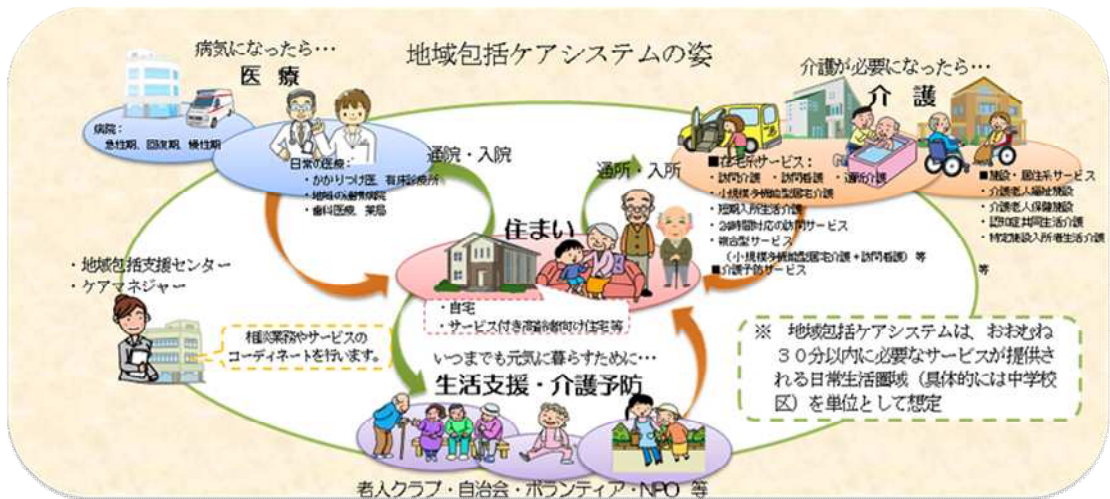 地域包括ケアシステムの姿
病気になったら･･･
医 療
病院：
急性期、回復期、慢性期
日常の医療：
・かかりつけ医、有床診療所
・地域の連携病院
・歯科医療、薬局
通院・入院
通所・入所
介護が必要になったら･･･
介 護
■在宅系サービス：
・訪問介護 ・訪問看護 ・通所介護
・小規模多機能型居宅介護
・短期入所生活介護
・24時間対応の訪問サービス
・複合型サービス
（小規模多機能型居宅介護＋訪問看護）等
■介護予防サービス
■施設・居住系サービス
・介護老人福祉施設
・介護老人保健施設
・認知症共同生活介護
・特定施設入所者生活介護
等
住まい
・自宅
・サービス付き高齢者向け住宅等
・地域包括支援センター
・ケアマネジャー
相談業務やサービスの
コーディネートを行います。
いつまでも元気に暮らすために･･･
生活支援・介護予防
老人クラブ・自治会・ボランティア・NPO 等
※ 地域包括ケアシステムは、おおむね
３０分以内に必要なサービスが提供さ
れる日常生活圏域（具体的には中学校
区）を単位として想定